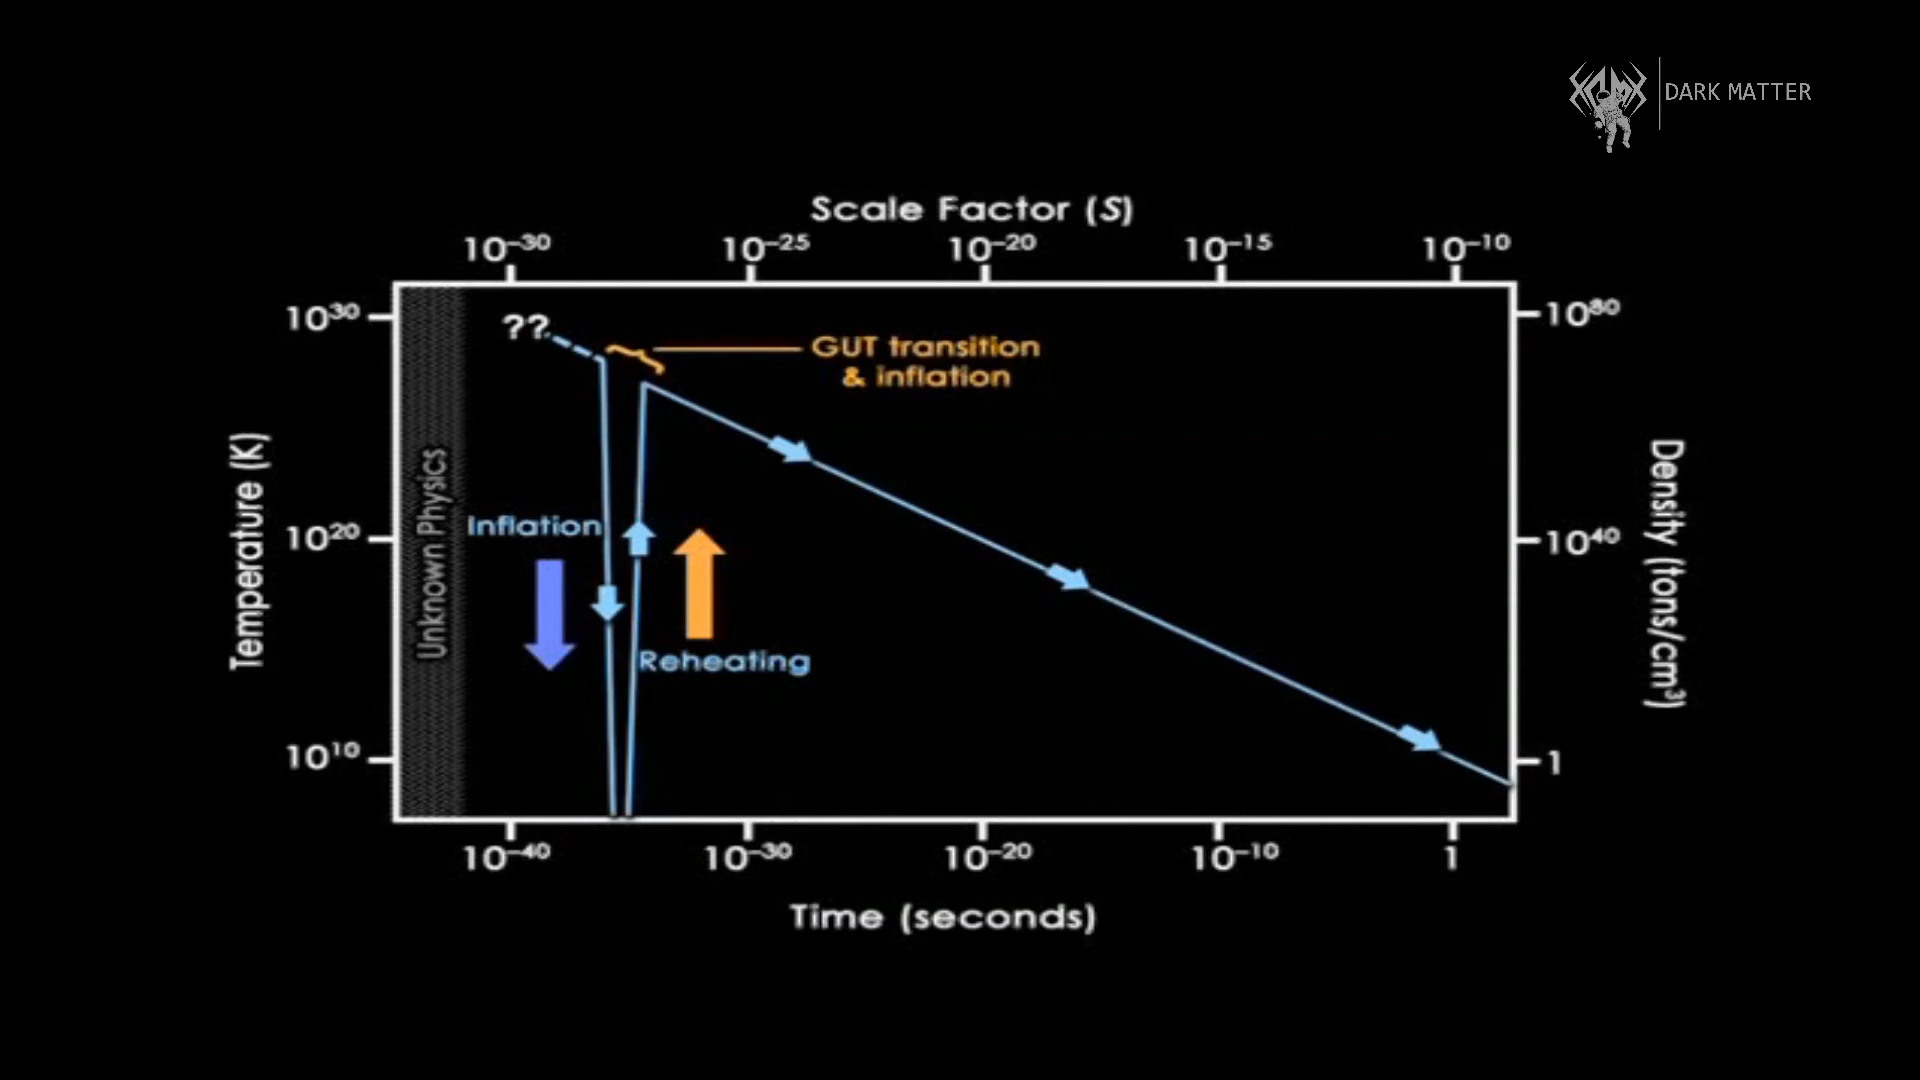 DARK MATTER
Scale Factor (S)
10⁻³⁰ 10⁻²⁵ 10⁻²⁰ 10⁻¹⁵ 10⁻¹⁰
10³⁰
10²⁰
10¹⁰
Temperature (K)
Unknown Physics
??
GUT transition
& inflation
Inflation
Reheating
10⁸⁰
10⁴⁰
1
Density (tons/cm³)
10⁻⁴⁰ 10⁻³⁰ 10⁻²⁰ 10⁻¹⁰ 1
Time (seconds)